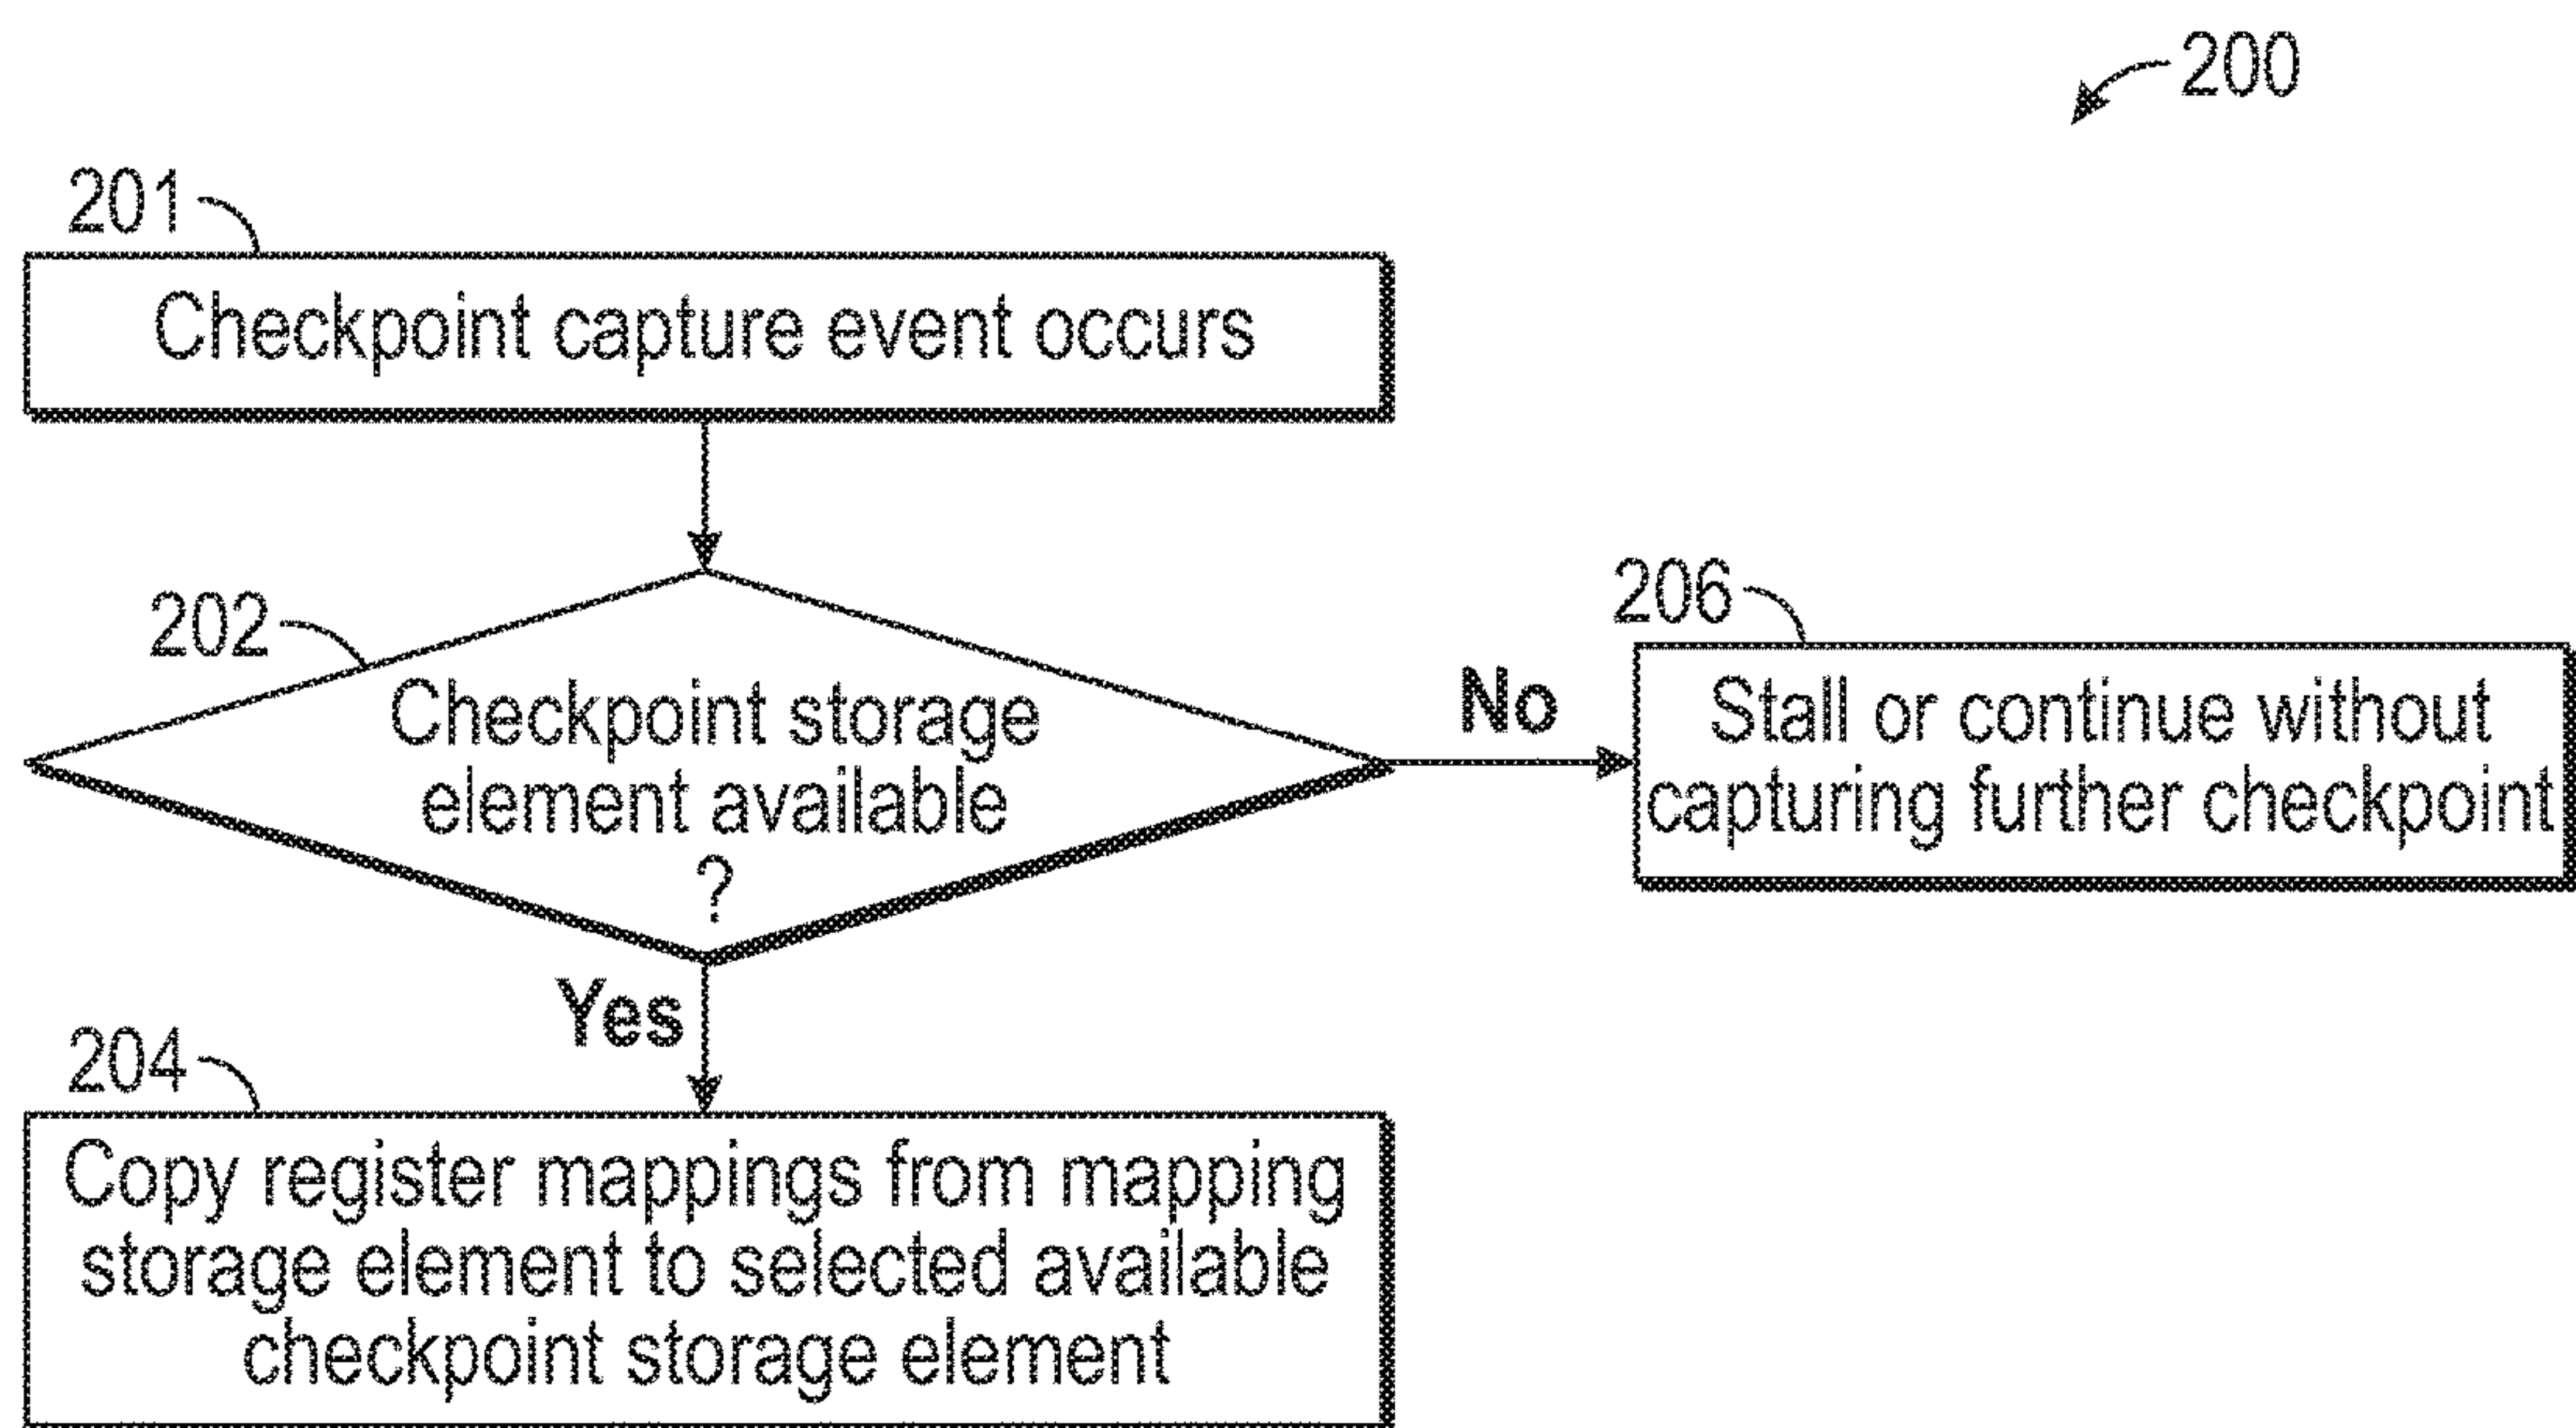 200
201
Checkpoint capture event occurs
202
Checkpoint storage
element available
?
No
206
Stall or continue without
capturing further checkpoint
Yes
204
Copy register mappings from mapping
storage element to selected available
checkpoint storage element